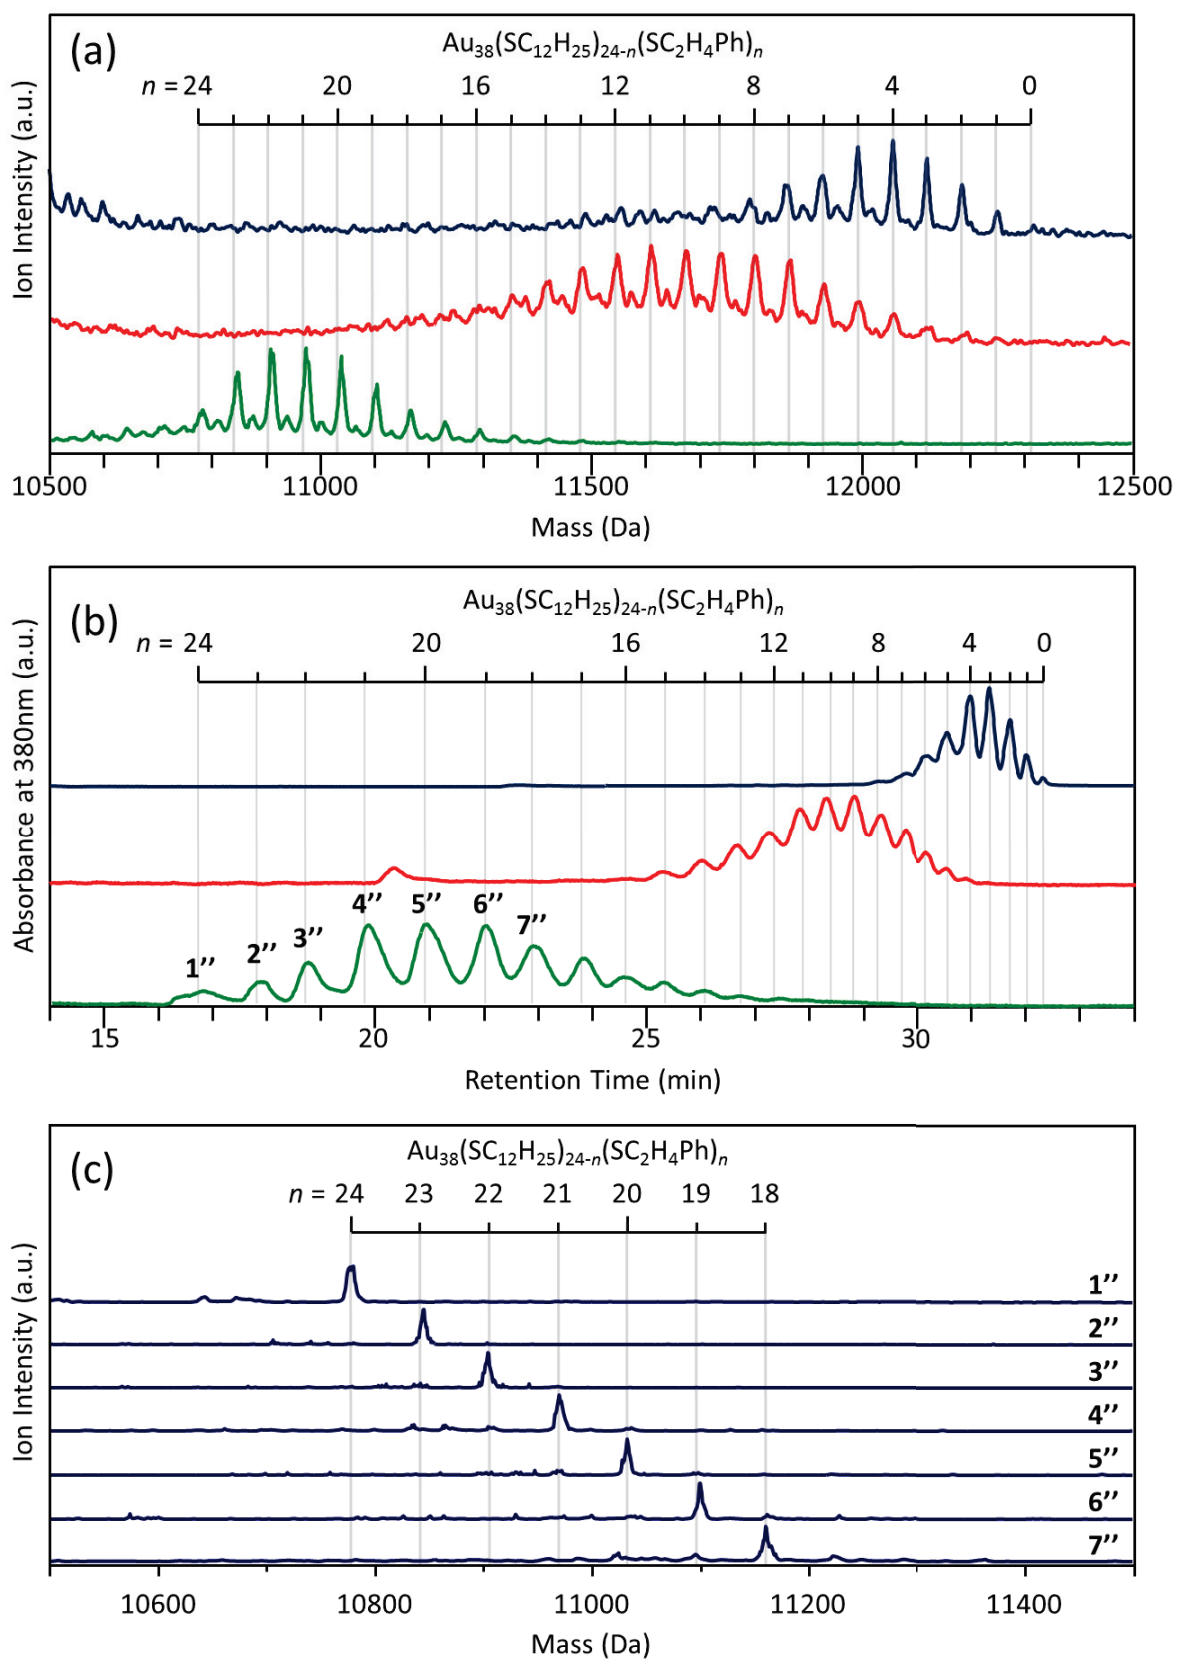 (a)
Au38(SC12H25)24-n(SC2H4Ph)n
n = 24 20 16 12 8 4 0
Ion Intensity (a.u.)
10500 11000 11500 12000 12500
Mass (Da)
(b)
Au38(SC12H25)24-n(SC2H4Ph)n
n = 24 20 16 12 8 4 0
Absorbance at 380nm (a.u.)
1’’ 2’’ 3’’ 4’’ 5’’ 6’’ 7’’
15 20 25 30
Retention Time (min)
(c)
Au38(SC12H25)24-n(SC2H4Ph)n
n = 24 23 22 21 20 19 18
Ion Intensity (a.u.)
1’’
2’’
3’’
4’’
5’’
6’’
7’’
10600 10800 11000 11200 11400
Mass (Da)